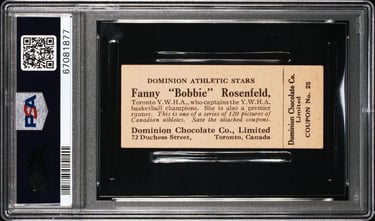 67081877
PSA
DOMINION ATHLETIC STARS
Fanny "Bobbie" Rosenfeld,
Toronto V.W.H.A., who captains the V.W.H.A.
basketball champions. She is also a premier
runner. This is one of a series of 120 pictures of
Canadian athletes. Save the attached coupons.
Dominion Chocolate Co., Limited
72 Duchess Street, Toronto, Canada
Dominion Chocolate Co.
Limited
COUPON No. 25